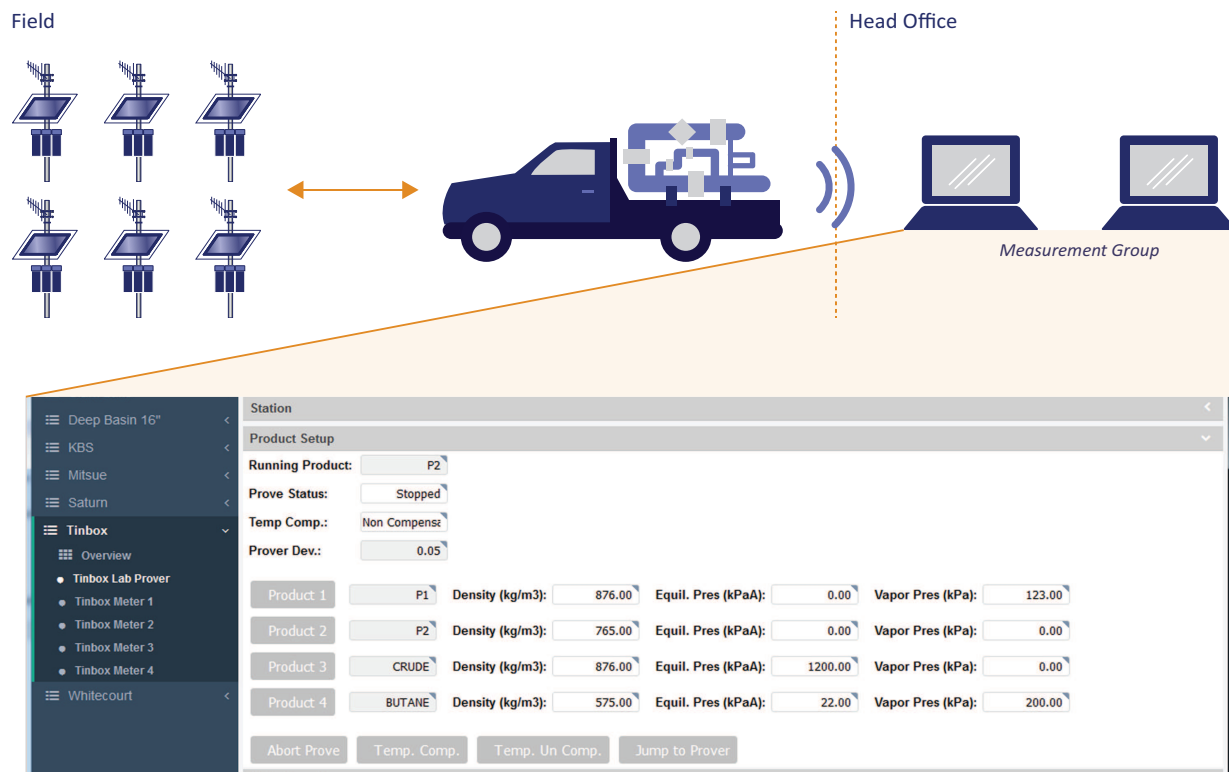 Field
Head Office
Measurement Group
Deep Basin 16"
KBS
Mitsue
Saturn
Tinbox
Overview
Tinbox Lab Prover
Tinbox Meter 1
Tinbox Meter 2
Tinbox Meter 3
Tinbox Meter 4
Whitecourt
Station
Product Setup
Running Product: P2
Prove Status: Stopped
Temp Comp.: Non Compensa
Prover Dev.: 0.05
Product 1 P1 Density (kg/m3): 876.00 Equil. Pres (kPaA): 0.00 Vapor Pres (kPa): 123.00
Product 2 P2 Density (kg/m3): 765.00 Equil. Pres (kPaA): 0.00 Vapor Pres (kPa): 0.00
Product 3 CRUDE Density (kg/m3): 876.00 Equil. Pres (kPaA): 1200.00 Vapor Pres (kPa): 0.00
Product 4 BUTANE Density (kg/m3): 575.00 Equil. Pres (kPaA): 22.00 Vapor Pres (kPa): 200.00
Abort Prove Temp. Comp. Temp. Un Comp. Jump to Prover